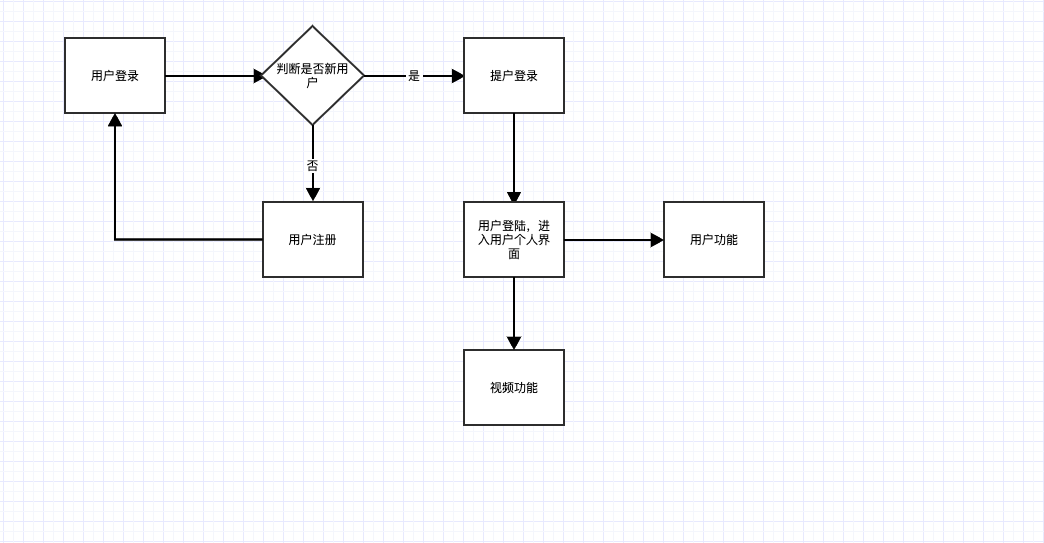 用户登录
判断是否新用
户
是
提户登录
否
用户注册
用户登陆，进
入用户个人界
面
用户功能
视频功能